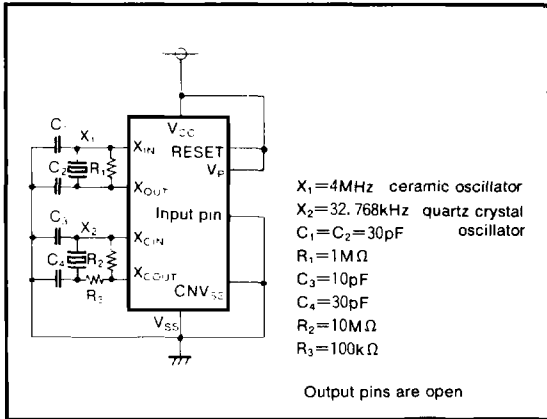 C₁
X₁
C₂
R₁
C₃
X₂
C₄
R₂
R₃
V_CC
X_IN
RESET
V_P
X_OUT
Input pin
X_CIN
X_COUT
CNV_SS
V_SS
X₁=4MHz ceramic oscillator
X₂=32.768kHz quartz crystal
oscillator
C₁=C₂=30pF
R₁=1MΩ
C₃=10pF
C₄=30pF
R₂=10MΩ
R₃=100kΩ
Output pins are open